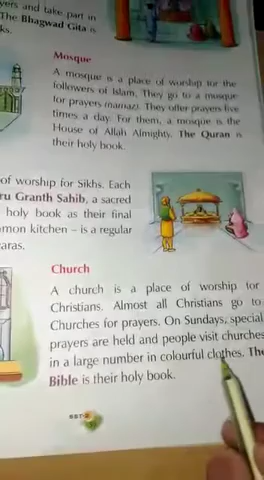 yers and take part in
The Bhagwad Gita is
ks.
Mosque
A mosque is a place of worship for the
followers of Islam. They go to a mosque
for prayers (namaz). They offer prayers five
times a day. For them, a mosque is the
House of Allah Almighty. The Quran is
their holy book.
of worship for Sikhs. Each
ru Granth Sahib, a sacred
holy book as their final
mon kitchen – is a regular
aras.
Church
A church is a place of worship for
Christians. Almost all Christians go to
Churches for prayers. On Sundays, special
prayers are held and people visit churches
in a large number in colourful clothes. The
Bible is their holy book.